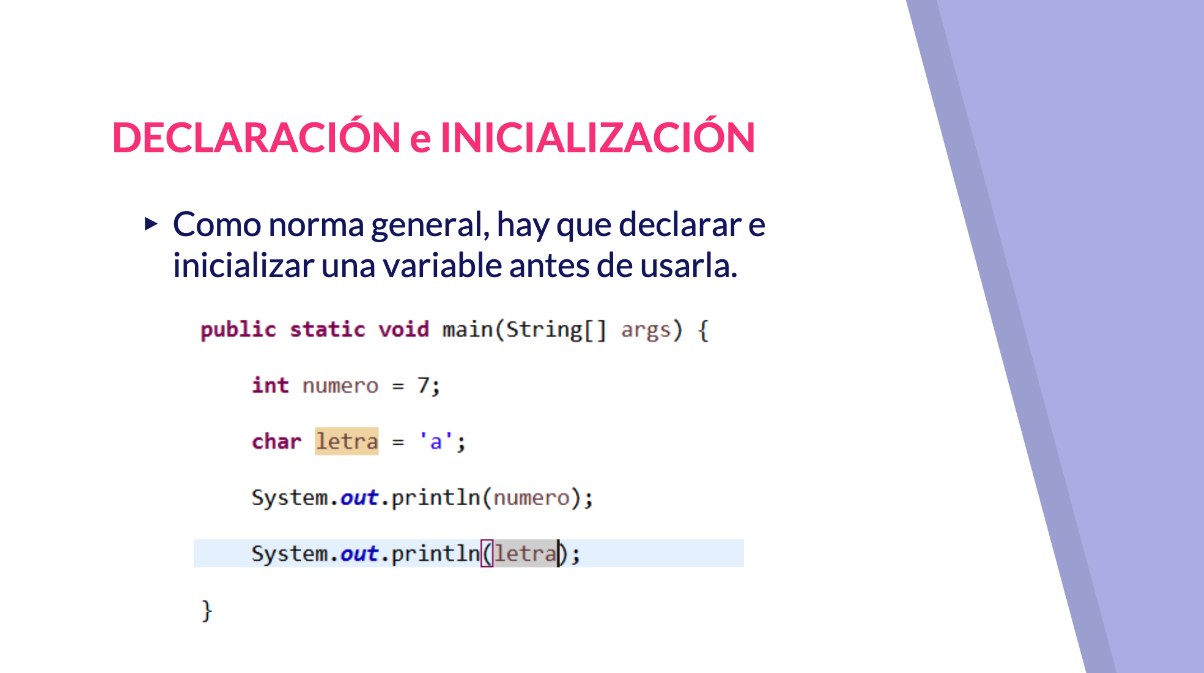 DECLARACIÓN e INICIALIZACIÓN
▸ Como norma general, hay que declarar e
inicializar una variable antes de usarla.
public static void main(String[] args) {
int numero = 7;
char letra = 'a';
System.out.println(numero);
System.out.println(letra);
}